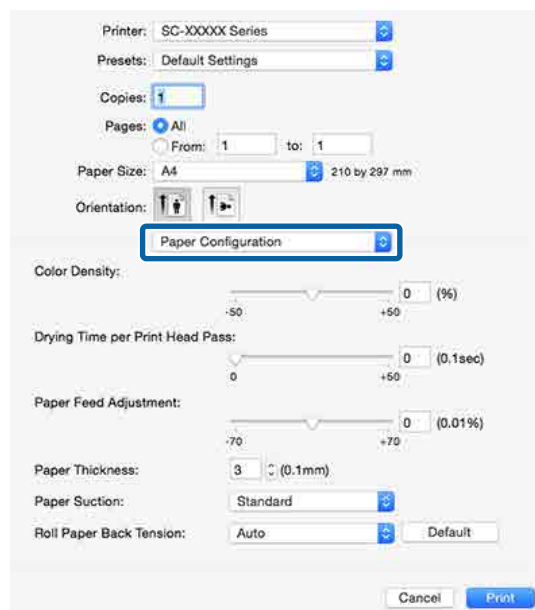 Printer: SC-XXXXX Series
Presets: Default Settings
Copies: 1
Pages: All
From: 1 to: 1
Paper Size: A4 210 by 297 mm
Orientation:
Paper Configuration
Color Density:
0 (%)
-50 +50
Drying Time per Print Head Pass:
0 (0.1sec)
0 +50
Paper Feed Adjustment:
0 (0.01%)
-70 +70
Paper Thickness: 3 (0.1mm)
Paper Suction: Standard
Roll Paper Back Tension: Auto Default
Cancel Print